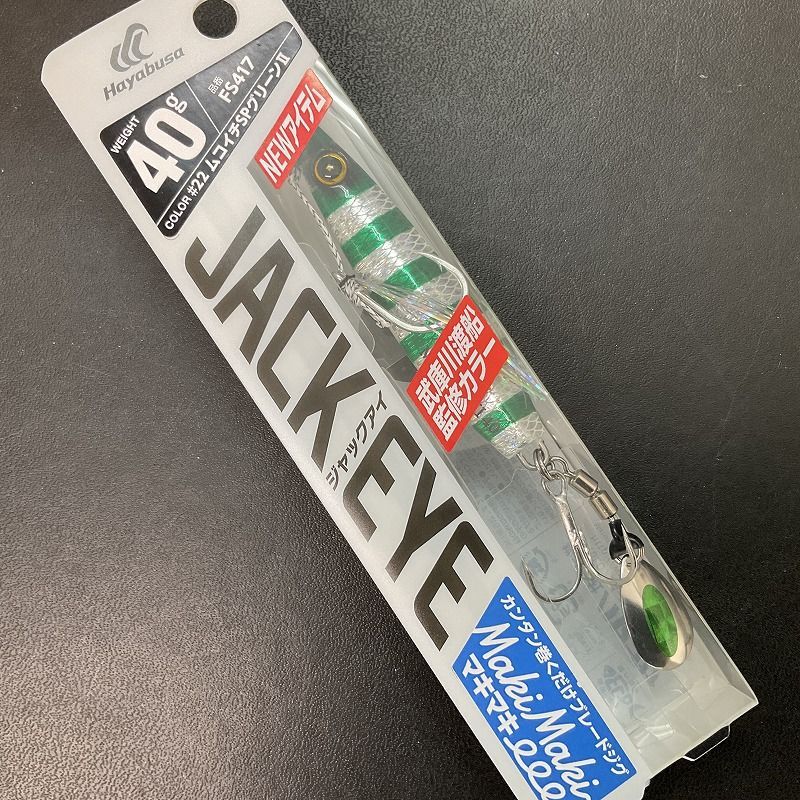 Hayabusa
WEIGHT
40g
品番
FS417
COLOR #22 ムコイチSPグリーンII
NEWアイテム
JACK EYE
ジャックアイ
武庫川渡船
監修カラー
カンタン巻くだけブレードジグ
Maki Maki
マキマキ